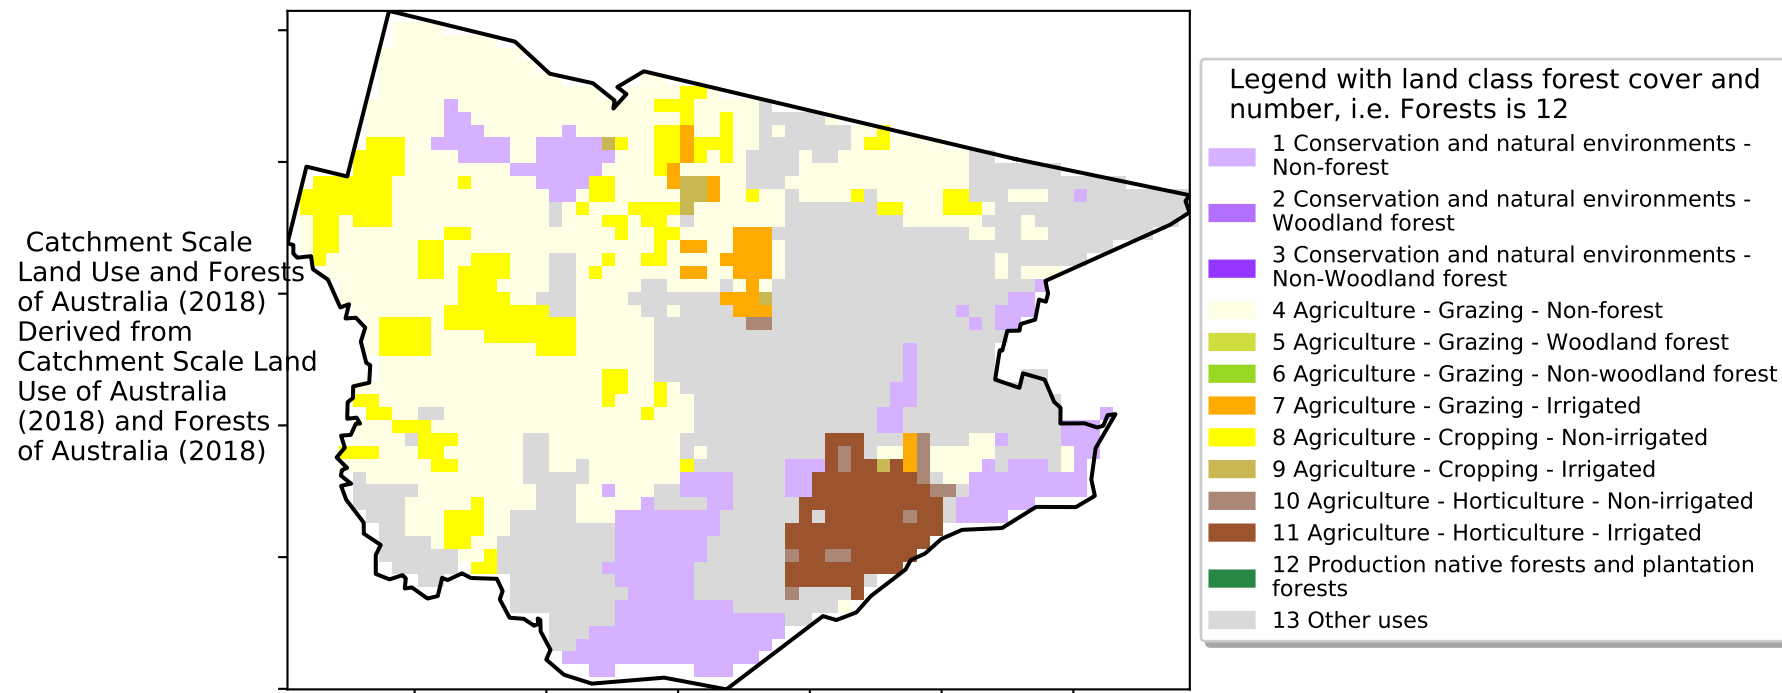 Catchment Scale
Land Use and Forests
of Australia (2018)
Derived from
Catchment Scale Land
Use of Australia
(2018) and Forests
of Australia (2018)
Legend with land class forest cover and
number, i.e. Forests is 12
1 Conservation and natural environments -
Non-forest
2 Conservation and natural environments -
Woodland forest
3 Conservation and natural environments -
Non-Woodland forest
4 Agriculture - Grazing - Non-forest
5 Agriculture - Grazing - Woodland forest
6 Agriculture - Grazing - Non-woodland forest
7 Agriculture - Grazing - Irrigated
8 Agriculture - Cropping - Non-irrigated
9 Agriculture - Cropping - Irrigated
10 Agriculture - Horticulture - Non-irrigated
11 Agriculture - Horticulture - Irrigated
12 Production native forests and plantation
forests
13 Other uses